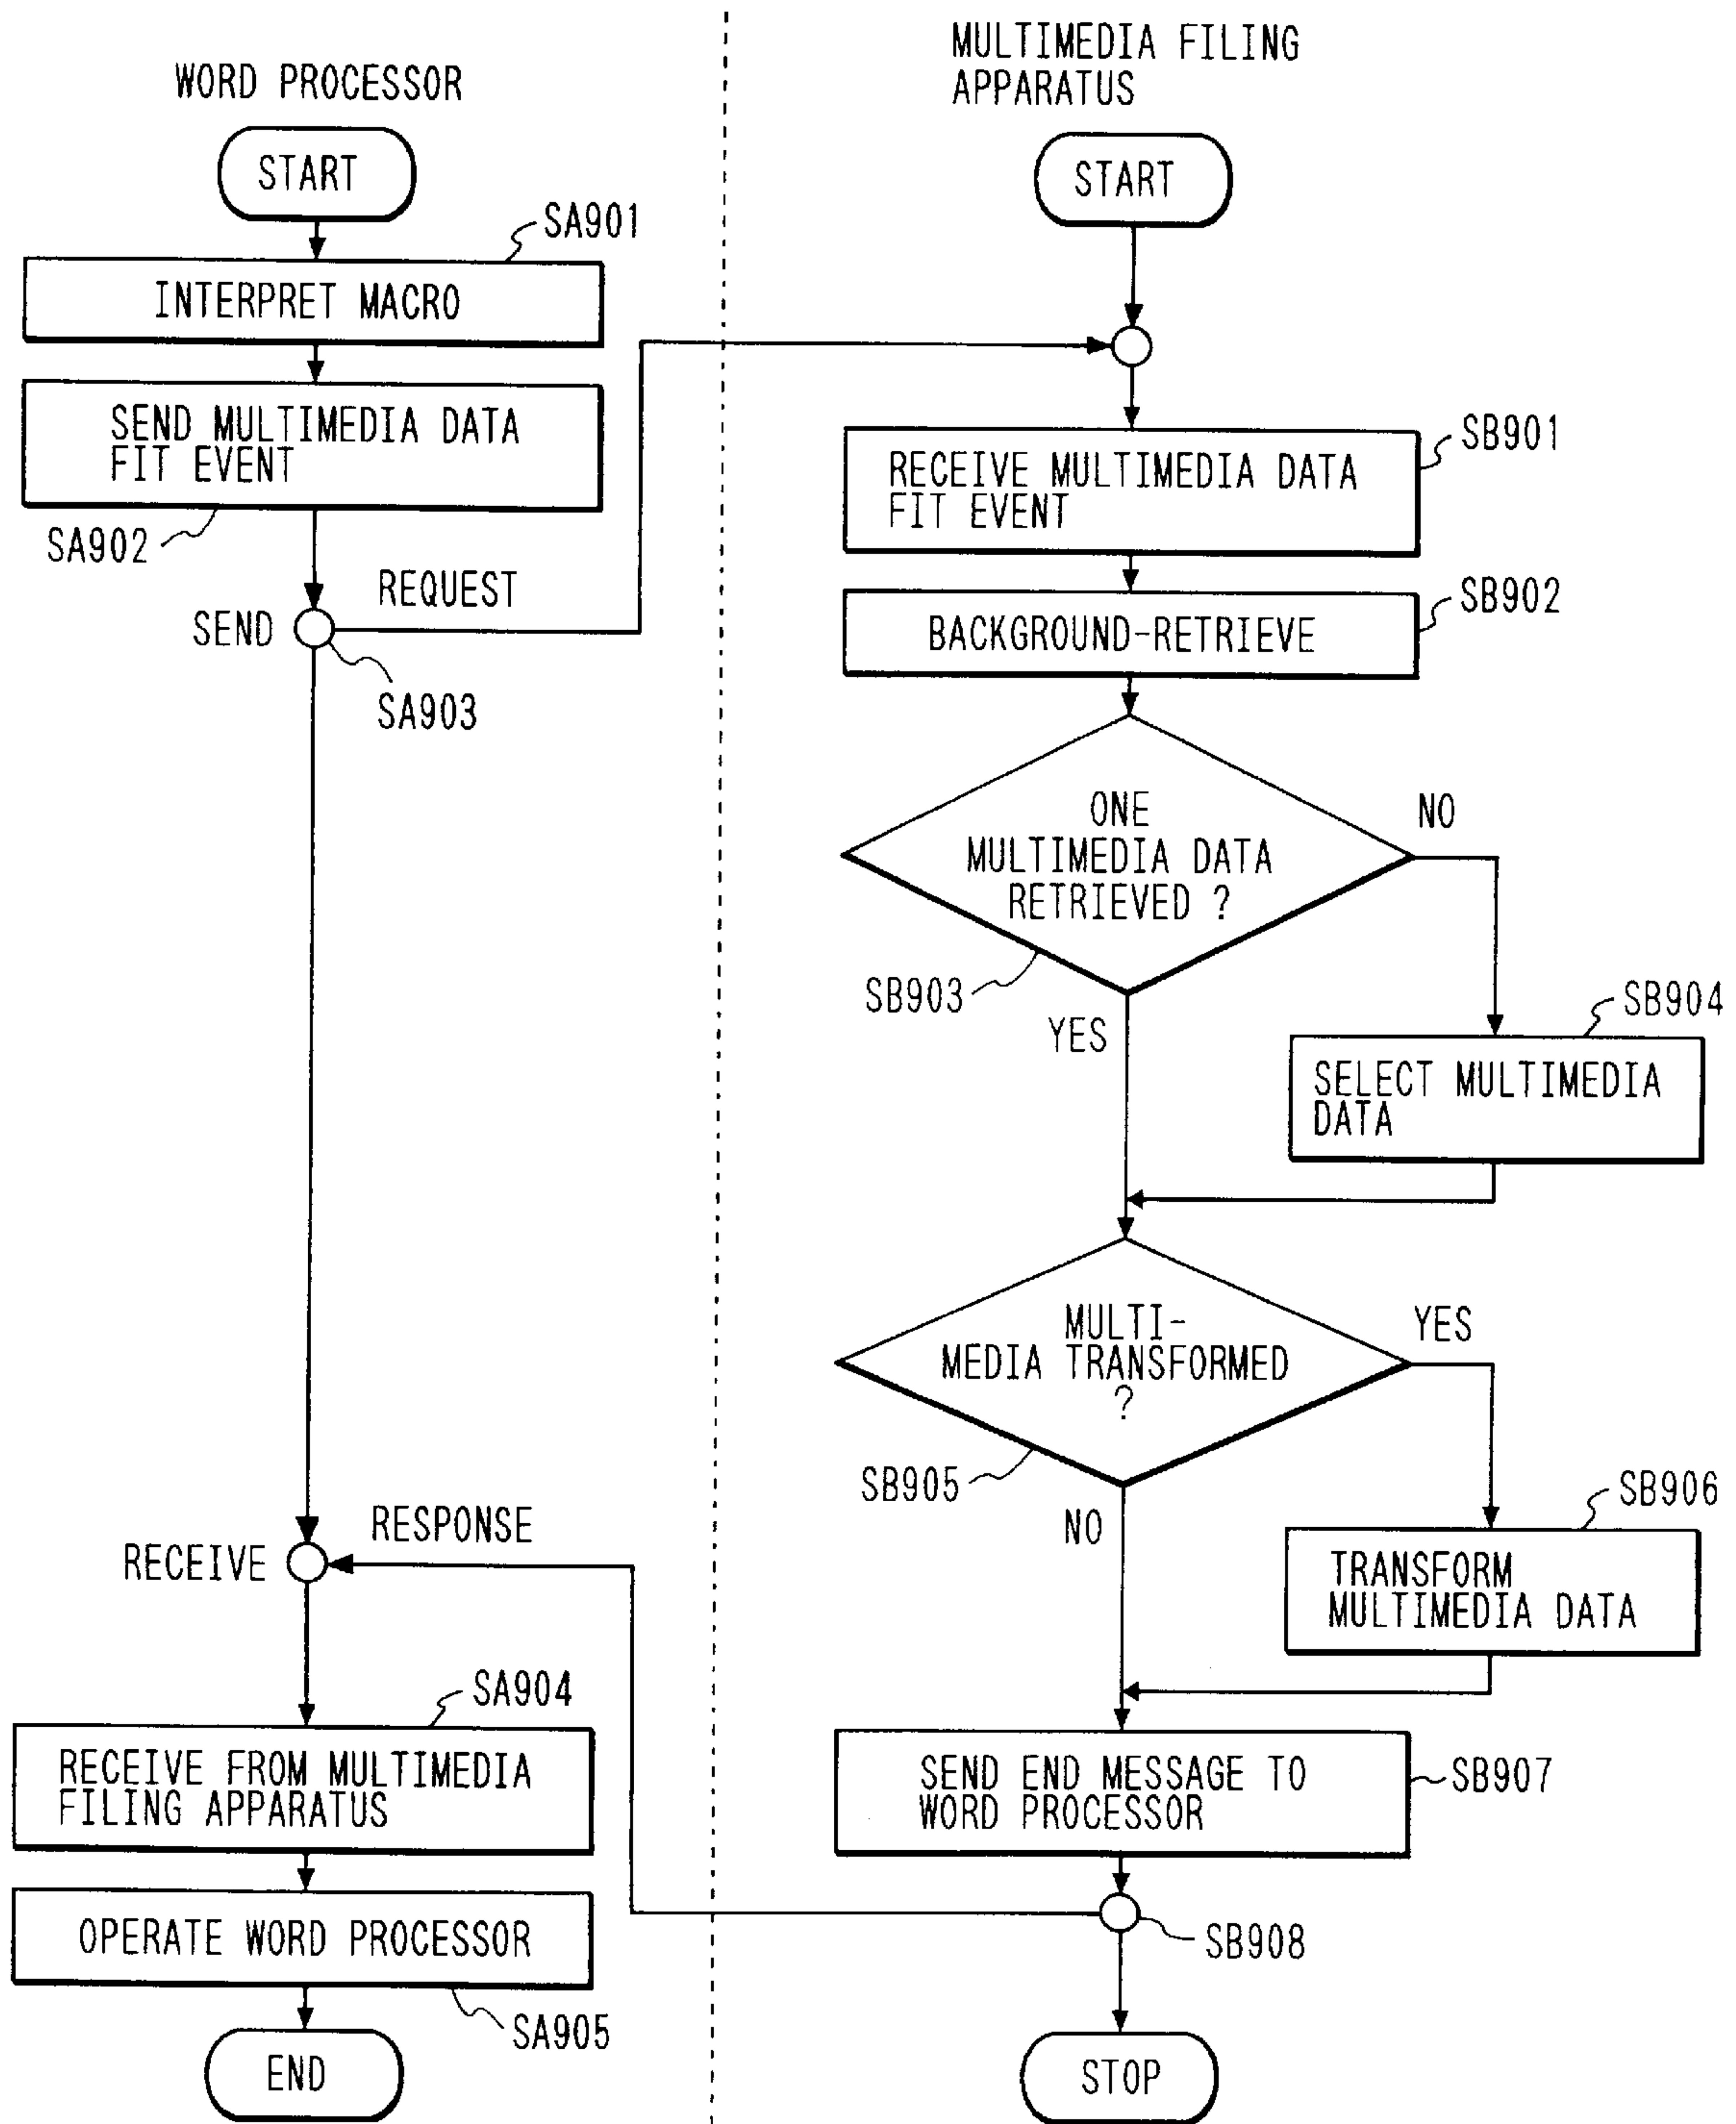 WORD PROCESSOR
START
SA901
INTERPRET MACRO
SEND MULTIMEDIA DATA
FIT EVENT
SA902
REQUEST
SEND
SA903
RESPONSE
RECEIVE
SA904
RECEIVE FROM MULTIMEDIA
FILING APPARATUS
OPERATE WORD PROCESSOR
SA905
END
MULTIMEDIA FILING
APPARATUS
START
SB901
RECEIVE MULTIMEDIA DATA
FIT EVENT
SB902
BACKGROUND-RETRIEVE
ONE
MULTIMEDIA DATA
RETRIEVED ?
NO
SB903
YES
SB904
SELECT MULTIMEDIA
DATA
MULTI-
MEDIA TRANSFORMED
?
YES
SB905
NO
SB906
TRANSFORM
MULTIMEDIA DATA
SEND END MESSAGE TO
WORD PROCESSOR
SB907
SB908
STOP